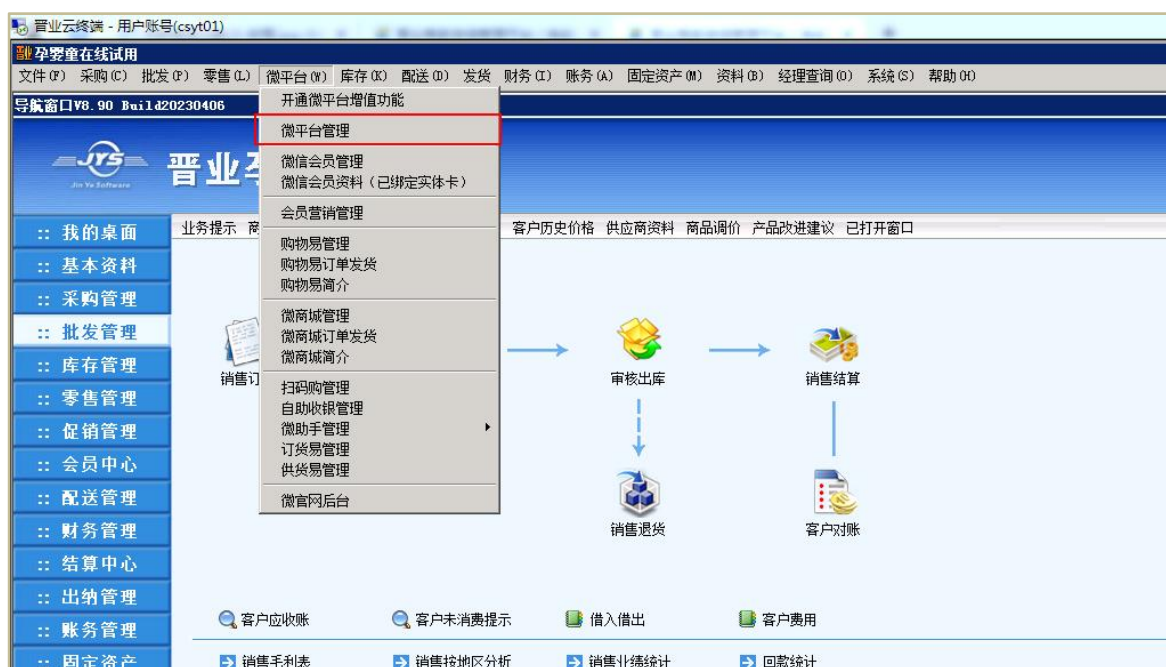 晋业云终端 - 用户账号(csyt01)
孕婴童在线试用
文件(F) 采购(C) 批发(P) 零售(L) 微平台(W) 库存(K) 配送(D) 发货 财务(I) 账务(A) 固定资产(M) 资料(B) 经理查询(O) 系统(S) 帮助(H)
导航窗口V8.90 Build20230406
开通微平台增值功能
微平台管理
微信会员管理
微信会员资料（已绑定实体卡）
会员营销管理
购物易管理
购物易订单发货
购物易简介
微商城管理
微商城订单发货
微商城简介
扫码购管理
自助收银管理
微助手管理
订货易管理
供货易管理
微官网后台
JYS
Jin Ye Software
晋业
业务提示 客户历史价格 供应商资料 商品调价 产品改进建议 已打开窗口
:: 我的桌面
:: 基本资料
:: 采购管理
:: 批发管理
:: 库存管理
:: 零售管理
:: 促销管理
:: 会员中心
:: 配送管理
:: 财务管理
:: 结算中心
:: 出纳管理
:: 账务管理
:: 固定资产
销售订 审核出库 销售结算
销售退货 客户对账
客户应收账 客户未消费提示 借入借出 客户费用
销售毛利表 销售按地区分析 销售业绩统计 回款统计